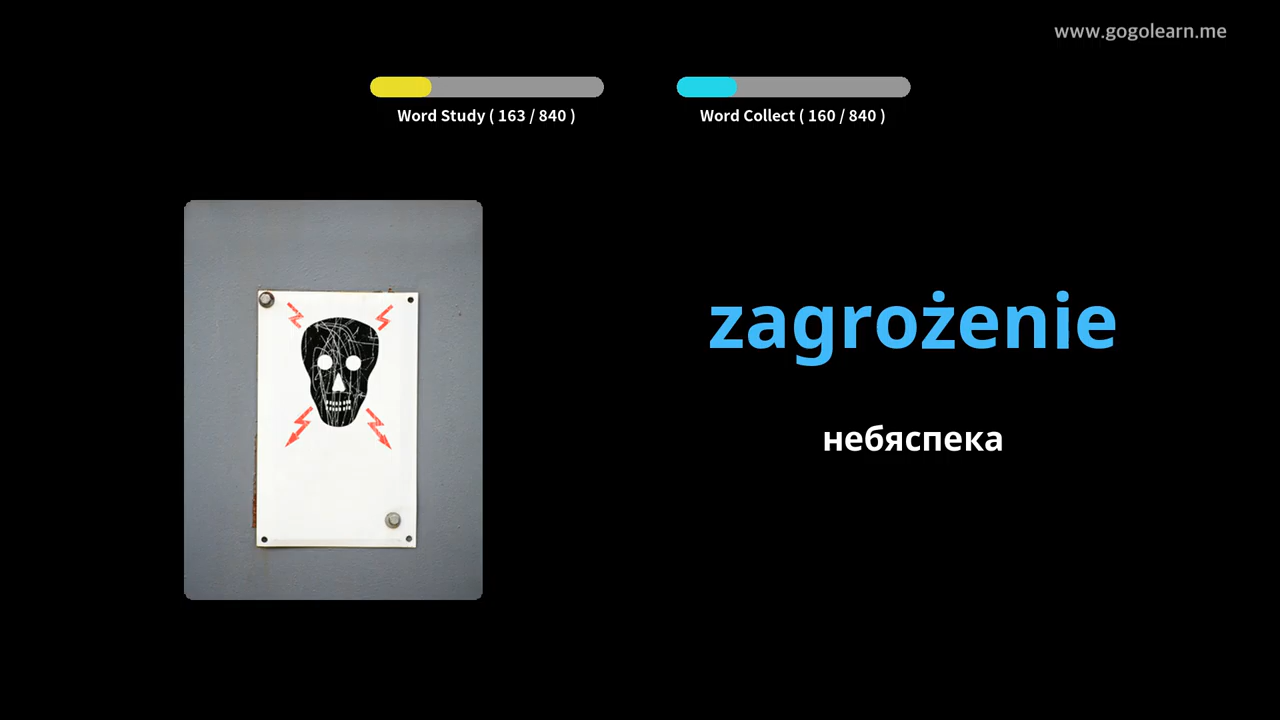 www.gogolearn.me
Word Study ( 163 / 840 )
Word Collect ( 160 / 840 )
zagrożenie
небяспека